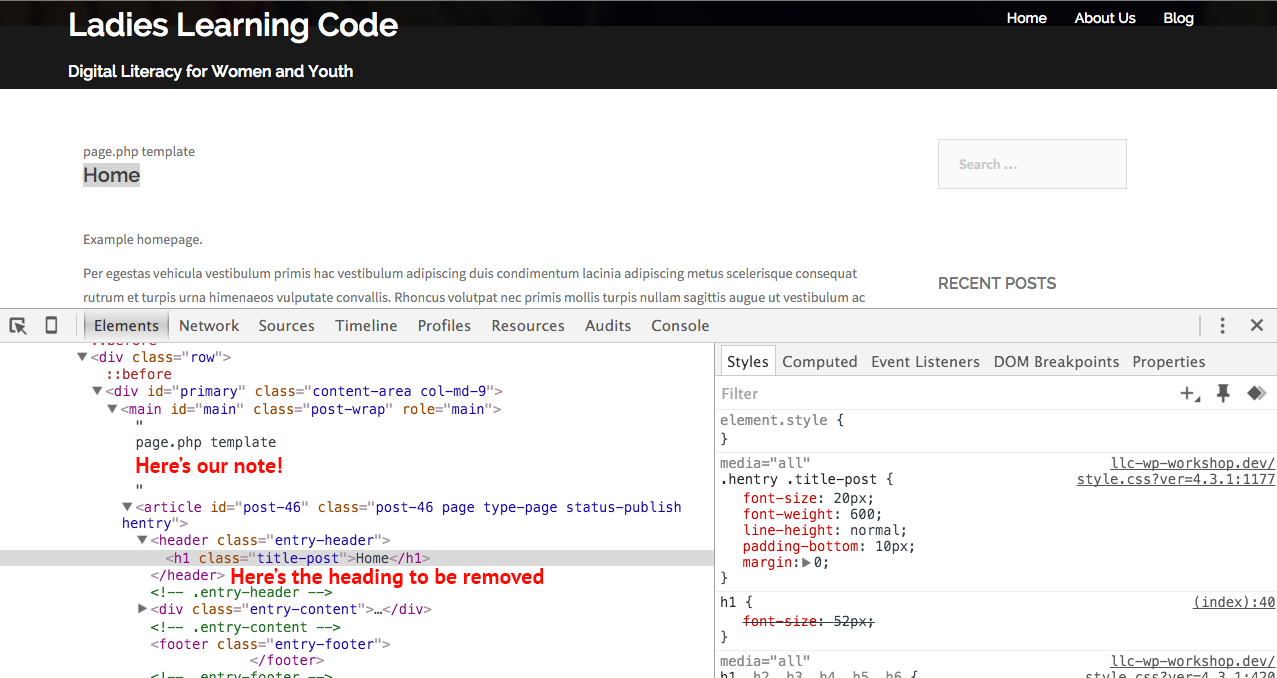 Ladies Learning Code
Home About Us Blog
Digital Literacy for Women and Youth
page.php template
Home
Search ...
Example homepage.
Per egestas vehicula vestibulum primis hac vestibulum adipiscing duis condimentum lacinia adipiscing metus scelerisque consequat
rutrum et turpis urna himenaeos vulputate convallis. Rhoncus volutpat nec primis mollis turpis nullam sagittis augue ut vestibulum ac
RECENT POSTS
Elements Network Sources Timeline Profiles Resources Audits Console
::before
<div class="row">
::before
<div id="primary" class="content-area col-md-9">
<main id="main" class="post-wrap" role="main">
"
page.php template
Here's our note!
"
<article id="post-46" class="post-46 page type-page status-publish
hentry">
<header class="entry-header">
<h1 class="title-post">Home</h1>
</header>
Here's the heading to be removed
<!-- .entry-header -->
<div class="entry-content">…</div>
<!-- .entry-content -->
<footer class="entry-footer">
</footer>
<!-- .entry-footer -->
Styles Computed Event Listeners DOM Breakpoints Properties
Filter
element.style {
}
media="all" llc-wp-workshop.dev/
.hentry .title-post { style.css?ver=4.3.1:1177
font-size: 20px;
font-weight: 600;
line-height: normal;
padding-bottom: 10px;
margin: 0;
}
h1 { (index):40
font-size: 52px;
}
media="all" llc-wp-workshop.dev/
h1, h2, h3, h4, h5, h6 { style.css?ver=4.3.1:420